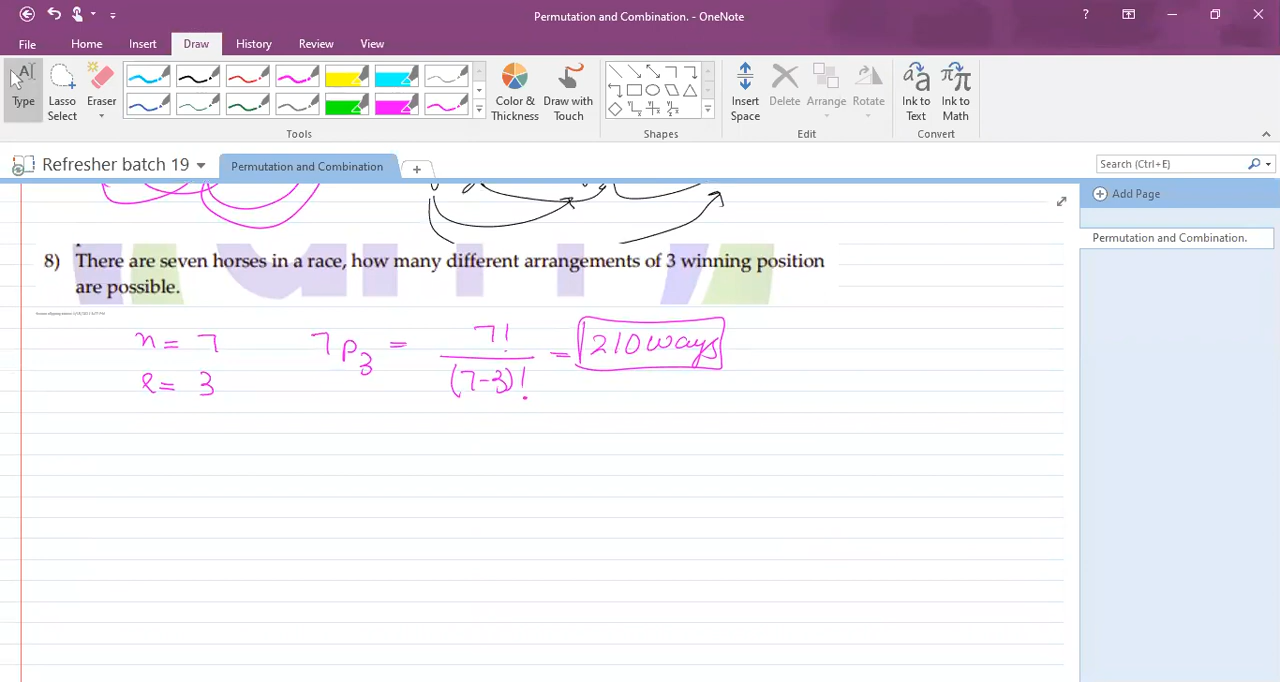 Permutation and Combination. - OneNote
?
File Home Insert Draw History Review View
Type
Lasso Select
Eraser
Color & Thickness
Draw with Touch
Insert Space
Delete
Arrange
Rotate
Ink to Text
Ink to Math
Tools Shapes Edit Convert
Refresher batch 19
Permutation and Combination
Search (Ctrl+E)
Add Page
Permutation and Combination.
8) There are seven horses in a race, how many different arrangements of 3 winning position
are possible.
n = 7 7P3 = 7! / (7-3)! = 210 ways
r = 3